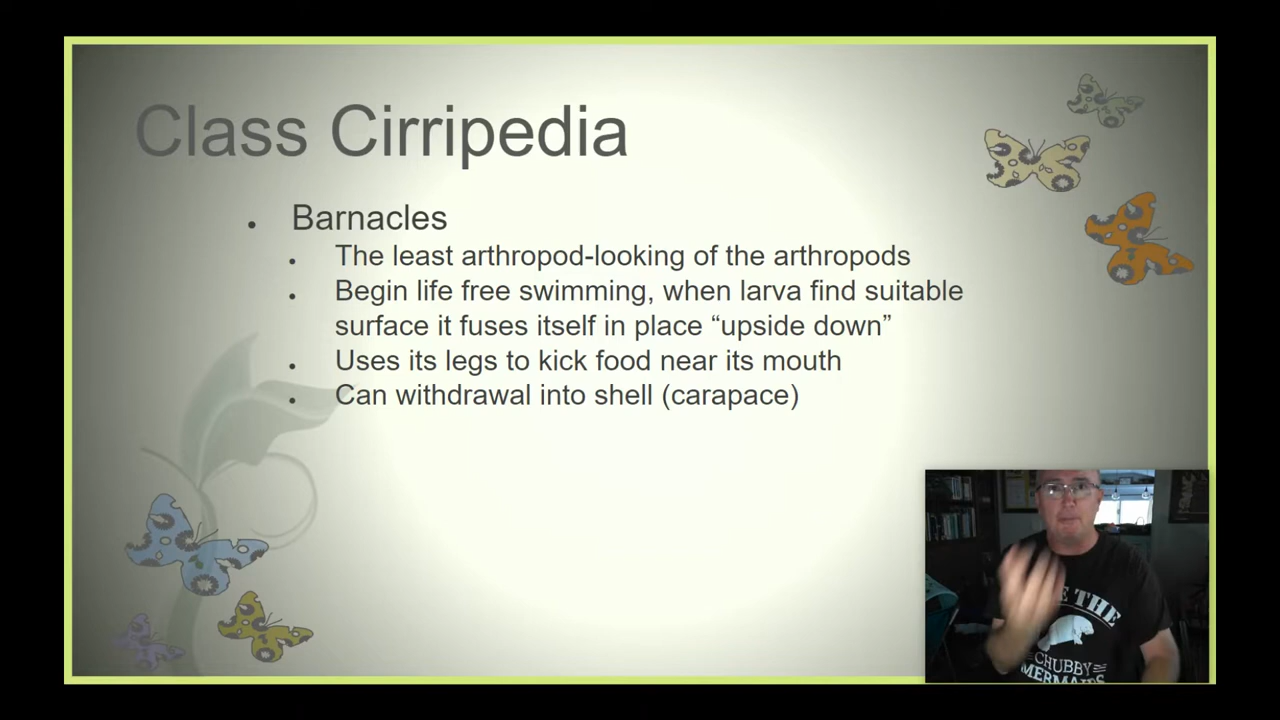 Class Cirripedia
• Barnacles
• The least arthropod-looking of the arthropods
• Begin life free swimming, when larva find suitable
surface it fuses itself in place “upside down”
• Uses its legs to kick food near its mouth
• Can withdrawal into shell (carapace)
THE
CHUBBY